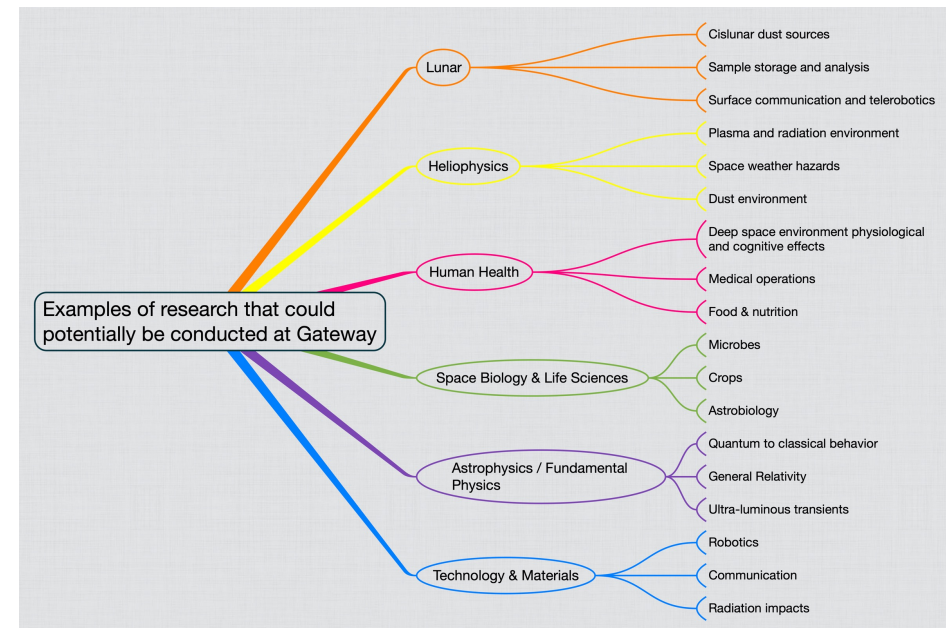 Examples of research that could
potentially be conducted at Gateway
Lunar
Cislunar dust sources
Sample storage and analysis
Surface communication and telerobotics
Heliophysics
Plasma and radiation environment
Space weather hazards
Dust environment
Human Health
Deep space environment physiological
and cognitive effects
Medical operations
Food & nutrition
Space Biology & Life Sciences
Microbes
Crops
Astrobiology
Astrophysics / Fundamental
Physics
Quantum to classical behavior
General Relativity
Ultra-luminous transients
Technology & Materials
Robotics
Communication
Radiation impacts